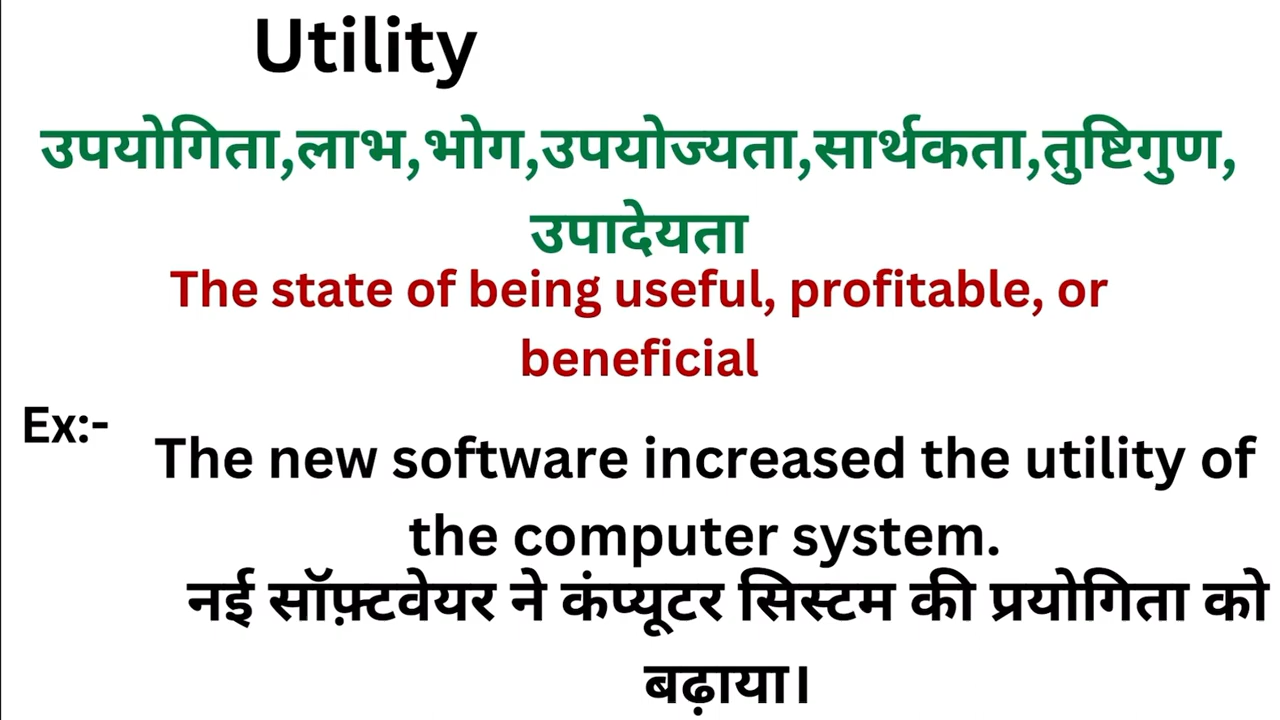 Utility
उपयोगिता,लाभ,भोग,उपयोज्यता,सार्थकता,तुष्टिगुण,
उपादेयता
The state of being useful, profitable, or
beneficial
Ex:-
The new software increased the utility of
the computer system.
नई सॉफ़्टवेयर ने कंप्यूटर सिस्टम की प्रयोगिता को
बढ़ाया।